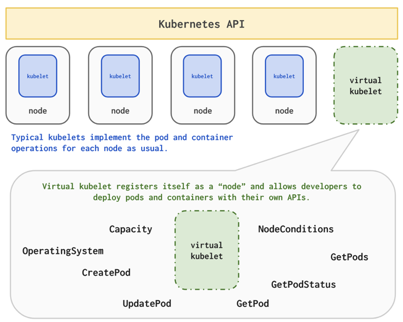 Kubernetes API
kubelet
kubelet
kubelet
kubelet
virtual
kubelet
node
node
node
node
Typical kubelets implement the pod and container
operations for each node as usual.
Virtual kubelet registers itself as a “node” and allows developers to
deploy pods and containers with their own APIs.
Capacity
NodeConditions
virtual
kubelet
OperatingSystem
GetPods
CreatePod
GetPodStatus
UpdatePod
GetPod